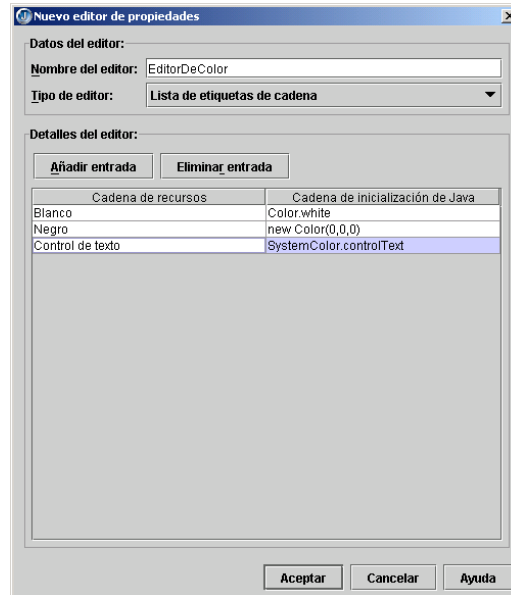 Nuevo editor de propiedades
Datos del editor:
Nombre del editor: EditorDeColor
Tipo de editor: Lista de etiquetas de cadena
Detalles del editor:
Añadir entrada Eliminar entrada
Cadena de recursos Cadena de inicialización de Java
Blanco Color.white
Negro new Color(0,0,0)
Control de texto SystemColor.controlText
Aceptar Cancelar Ayuda